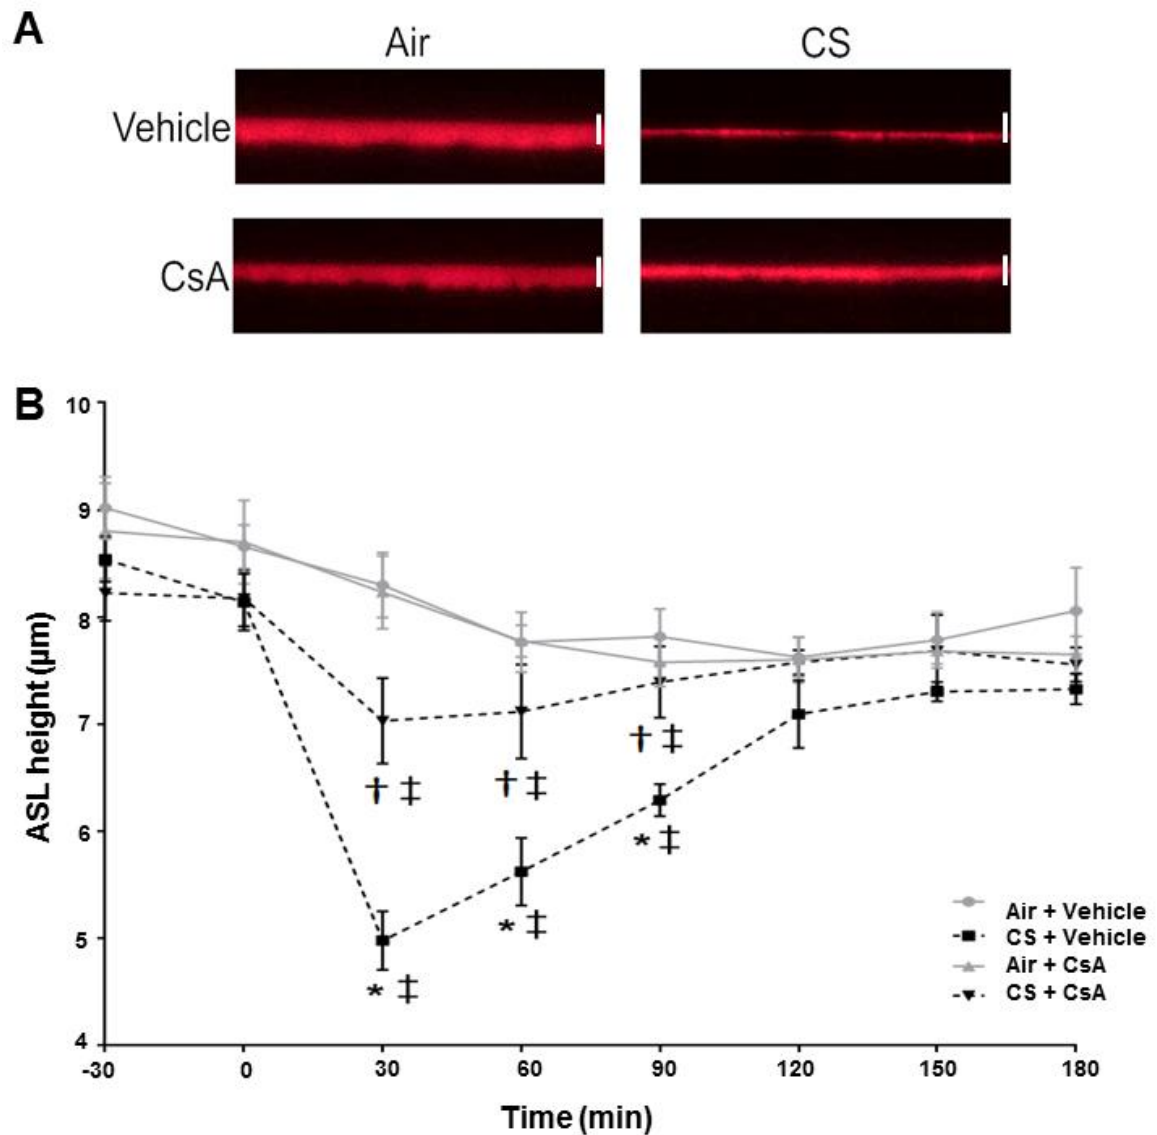 A
Air CS
Vehicle
CsA
B
10
9
8
7
6
5
4
ASL height (µm)
† ‡
† ‡
† ‡
* ‡
* ‡
* ‡
Air + Vehicle
CS + Vehicle
Air + CsA
CS + CsA
-30 0 30 60 90 120 150 180
Time (min)